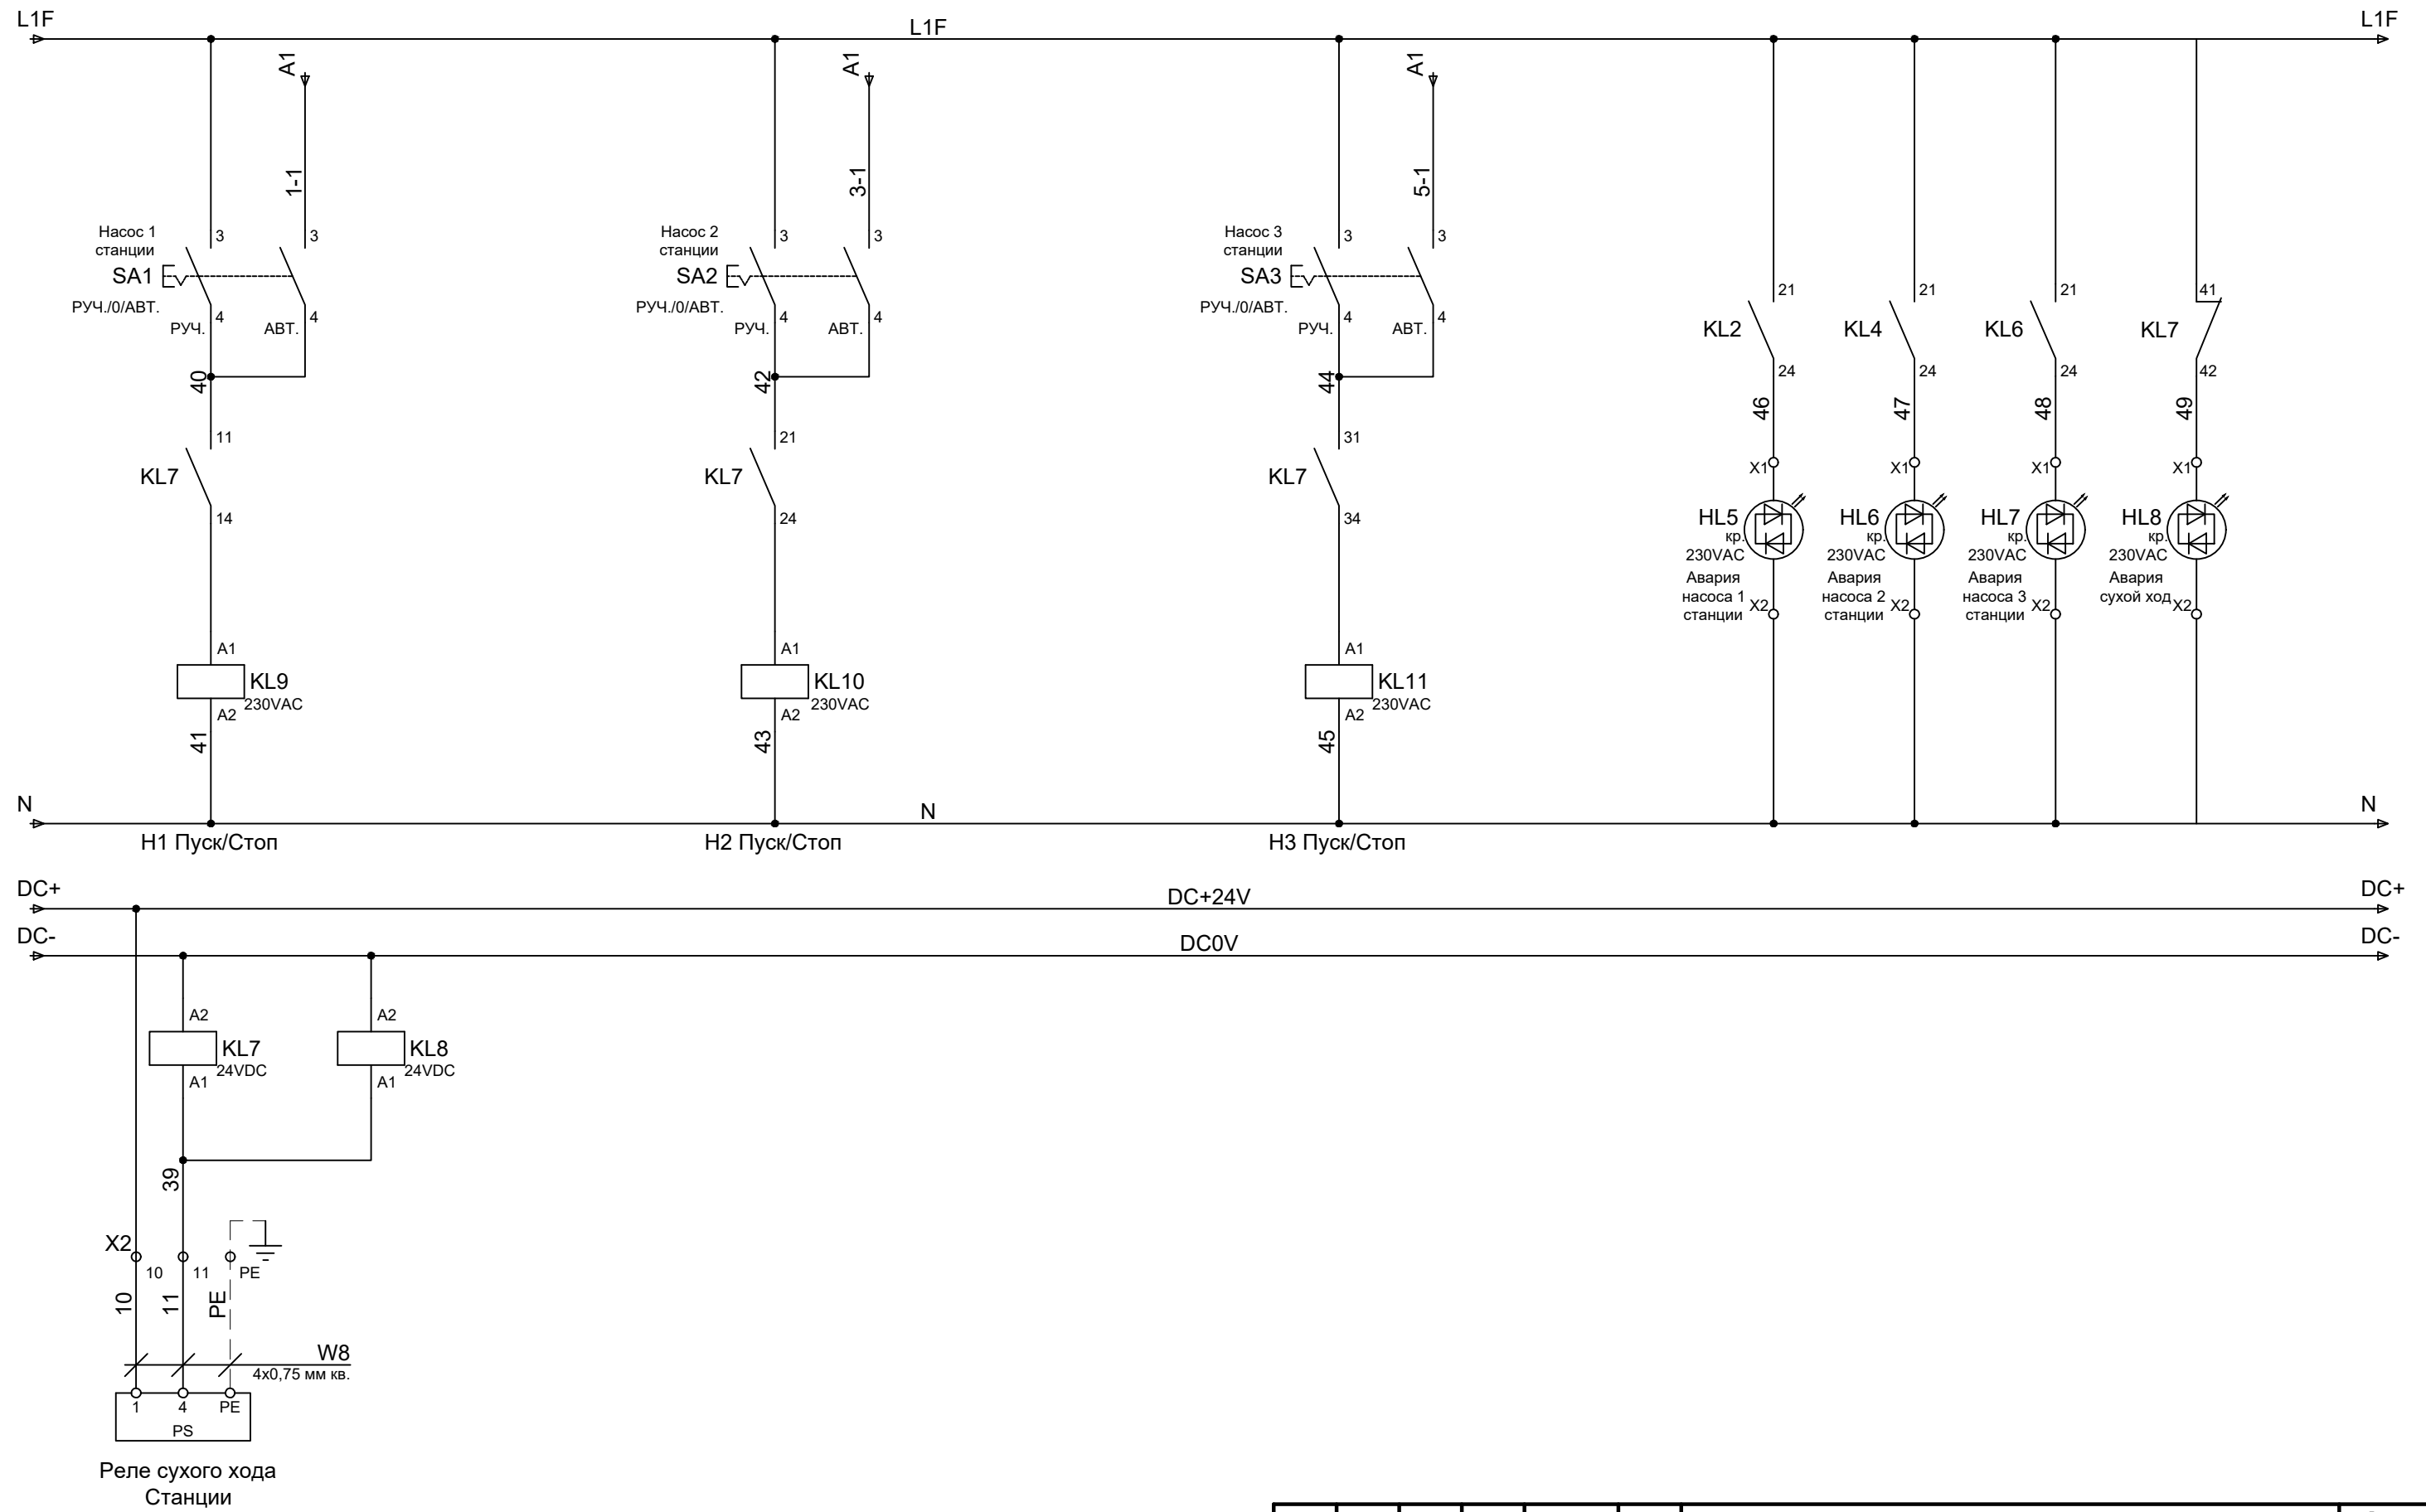 L1F
L1F
L1F
A1
A1
A1
1-1
3-1
5-1
Насос 1
станции
SA1
РУЧ./0/АВТ.
3
3
4
4
РУЧ.
АВТ.
Насос 2
станции
SA2
РУЧ./0/АВТ.
3
3
4
4
РУЧ.
АВТ.
Насос 3
станции
SA3
РУЧ./0/АВТ.
3
3
4
4
РУЧ.
АВТ.
21
KL2
24
21
KL4
24
21
KL6
24
41
KL7
42
40
42
44
46
47
48
49
11
KL7
14
21
KL7
24
31
KL7
34
X1
HL5
кр.
230VAC
Авария
насоса 1
станции
X2
X1
HL6
кр.
230VAC
Авария
насоса 2
станции
X2
X1
HL7
кр.
230VAC
Авария
насоса 3
станции
X2
X1
HL8
кр.
230VAC
Авария
сухой ход
X2
A1
KL9
230VAC
A2
41
A1
KL10
230VAC
A2
43
A1
KL11
230VAC
A2
45
N
N
N
Н1 Пуск/Стоп
Н2 Пуск/Стоп
Н3 Пуск/Стоп
DC+
DC+24V
DC+
DC-
DC0V
DC-
A2
KL7
24VDC
A1
A2
KL8
24VDC
A1
39
X2
10
11
PE
10
11
PE
W8
4x0,75 мм кв.
1
4
PE
PS
Реле сухого хода
Станции